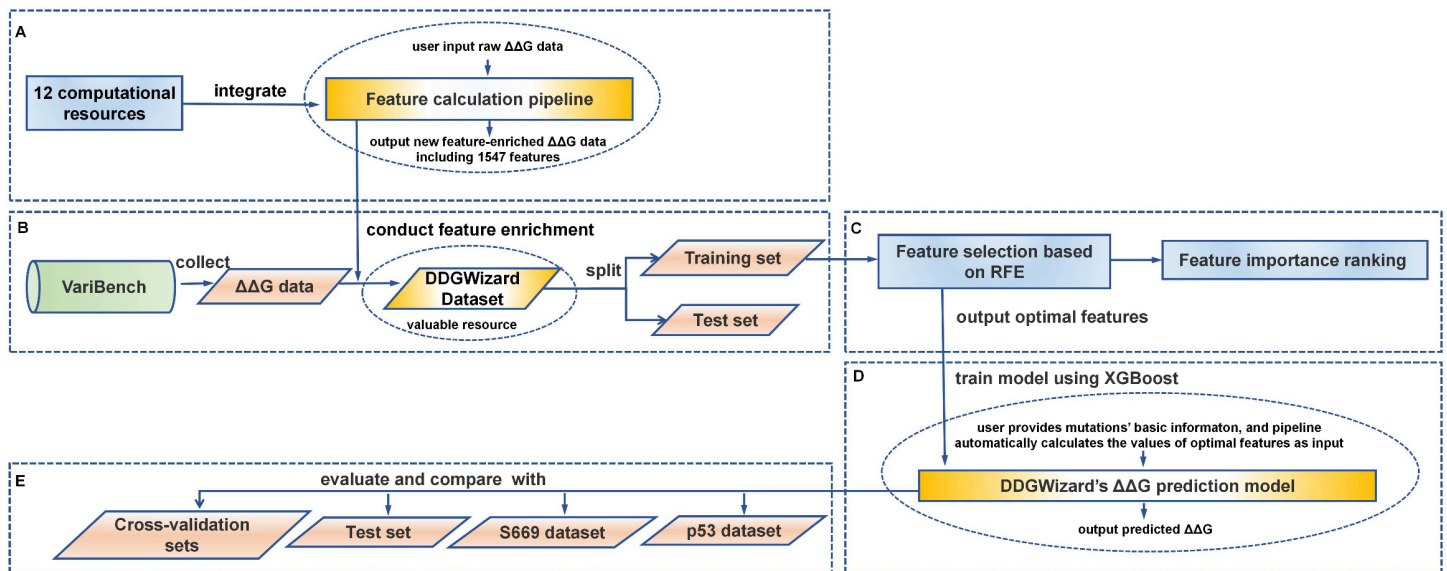 A
user input raw ΔΔG data
12 computational
resources
integrate
Feature calculation pipeline
output new feature-enriched ΔΔG data
including 1547 features
B
conduct feature enrichment
VariBench
collect
ΔΔG data
DDGWizard
Dataset
valuable resource
split
Training set
Test set
C
Feature selection based
on RFE
Feature importance ranking
output optimal features
D
train model using XGBoost
user provides mutations' basic informaton, and pipeline
automatically calculates the values of optimal features as input
DDGWizard's ΔΔG prediction model
output predicted ΔΔG
E
evaluate and compare with
Cross-validation
sets
Test set
S669 dataset
p53 dataset